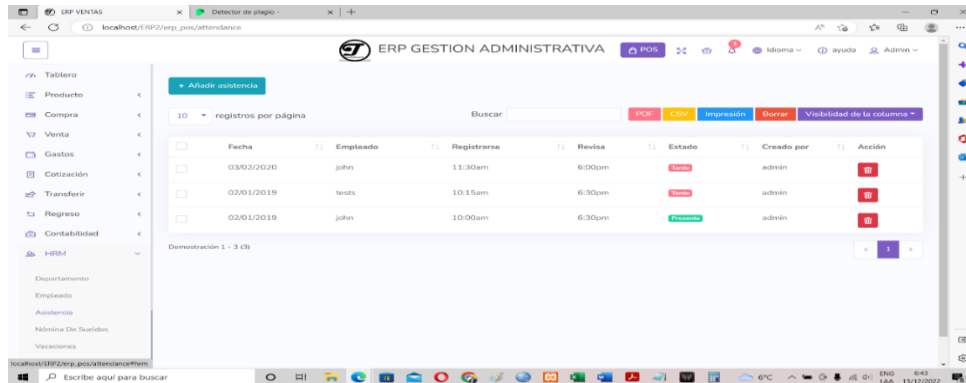 ERP VENTAS
Detector de plagio -
localhost/ERP2/erp_pos/attendance
ERP GESTION ADMINISTRATIVA
POS
1
Idioma
ayuda
Admin
Tablero
Producto
Compra
Venta
Gastos
Cotización
Transferir
Regreso
Contabilidad
HRM
Departamento
Empleado
Asistencia
Nómina De Sueldos
Vacaciones
+ Añadir asistencia
10 registros por página
Buscar
PDF CSV Impresión Borrar Visibilidad de la columna
Fecha Empleado Registrarse Revisa Estado Creado por Acción
03/02/2020 john 11:30am 6:00pm Tarde admin
02/01/2019 tests 10:15am 6:30pm Tarde admin
02/01/2019 john 10:00am 6:30pm Presente admin
Demostración 1 - 3 (3)
< 1 >
localhost/ERP2/erp_pos/attendance#hrm
Escribe aquí para buscar
6°C
ENG
LAA
6:43
13/12/2022